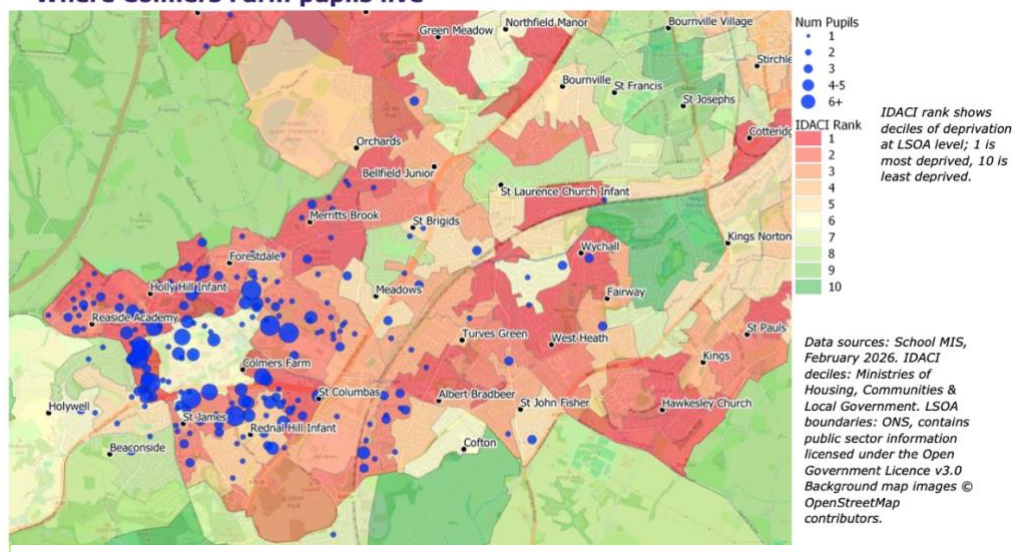 Where Colmers Farm pupils live
Northfield Manor
Bournville Village
Green Meadow
Stirchle
Bournville
St Francis
St Josephs
Cotteridg
Orchards
Bellfield Junior
St Laurence Church Infant
Merritts Brook
St Brigids
Kings Norton
Wychall
Forestdale
Holly Hill Infant
Meadows
Fairway
Reaside Academy
Turves Green
West Heath
St Pauls
Kings
Colmers Farm
St Columbas
Albert Bradbeer
St John Fisher
Hawkesley Church
Holywell
St James
Rednal Hill Infant
Beaconside
Cofton
Num Pupils
1
2
3
4-5
6+
IDACI Rank
1
2
3
4
5
6
7
8
9
10
IDACI rank shows
deciles of deprivation
at LSOA level; 1 is
most deprived, 10 is
least deprived.
Data sources: School MIS,
February 2026. IDACI
deciles: Ministries of
Housing, Communities &
Local Government. LSOA
boundaries: ONS, contains
public sector information
licensed under the Open
Government Licence v3.0
Background map images ©
OpenStreetMap
contributors.